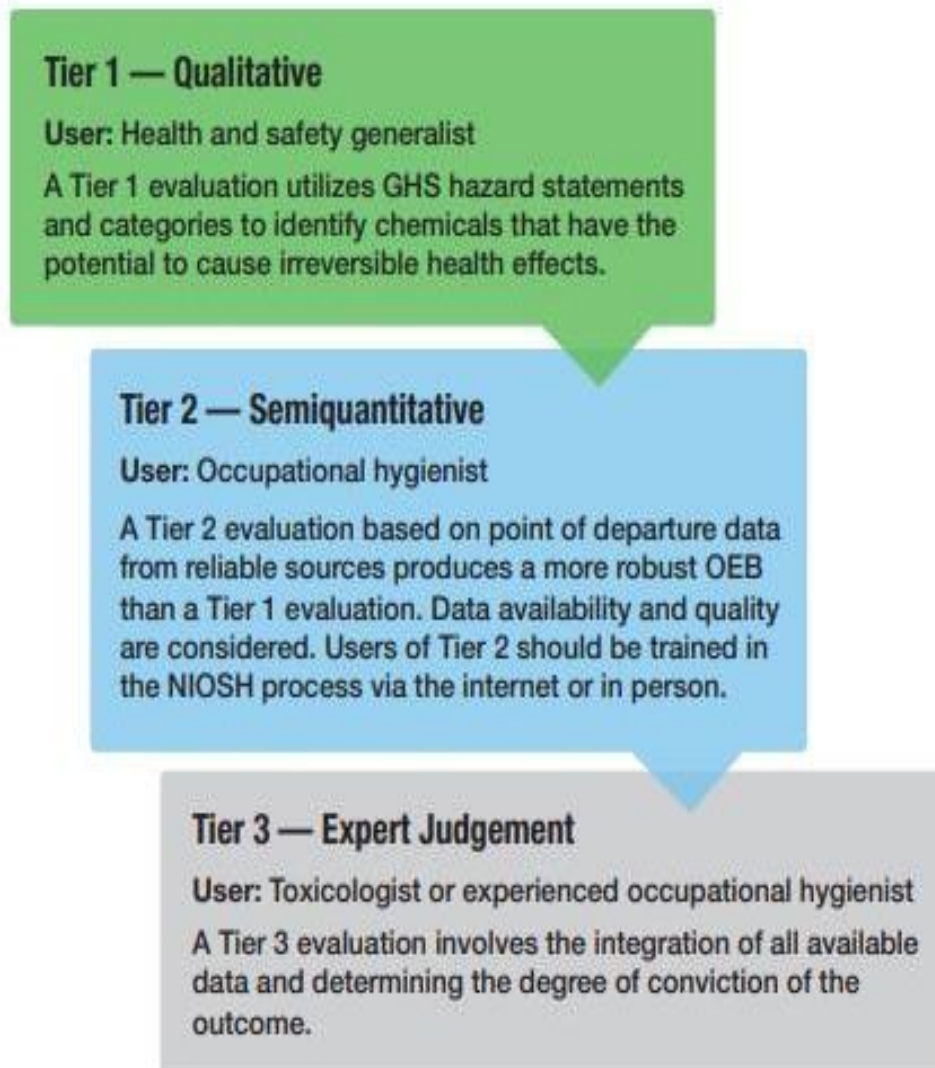 Tier 1 — Qualitative
User: Health and safety generalist
A Tier 1 evaluation utilizes GHS hazard statements
and categories to identify chemicals that have the
potential to cause irreversible health effects.
Tier 2 — Semiquantitative
User: Occupational hygienist
A Tier 2 evaluation based on point of departure data
from reliable sources produces a more robust OEB
than a Tier 1 evaluation. Data availability and quality
are considered. Users of Tier 2 should be trained in
the NIOSH process via the internet or in person.
Tier 3 — Expert Judgement
User: Toxicologist or experienced occupational hygienist
A Tier 3 evaluation involves the integration of all available
data and determining the degree of conviction of the
outcome.